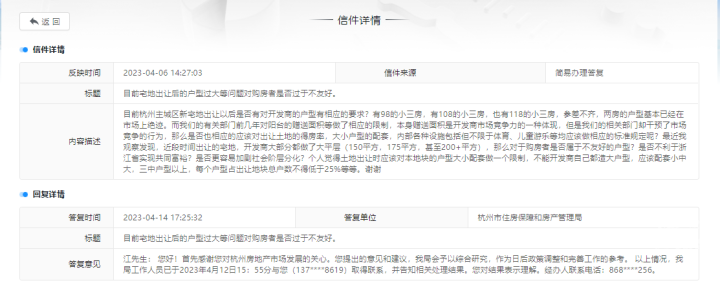 返 回
信件详情
信件详情
反映时间 2023-04-06 14:27:03 信件来源 简易办理答复
标题 目前宅地出让后的户型过大等问题对购房者是否过于不友好。
目前杭州主城区新宅地出让以后是否有对开发商的户型有相应的要求？有98的小三房，有108的小三房，也有118的小三房，参差不齐，两房的户型基本已经在
市场上绝迹。而我们的有关部门前几年对阳台的赠送面积等做了相应的限制，本身赠送面积是开发商市场竞争力的一种体现，但是我们的相关部门却干预了市场
竞争的行为，那么是否也相应的应该对出让土地的得房率，大小户型的配套，内部各种设施包括但不限于体育、儿童游乐等均应该做相应的标准规定呢？最近我
内容描述
观察发现，近段时间出让的宅地，开发商大部分都做了大平层（150平方，175平方，甚至200+平方），那么对于购房者是否属于不友好的户型？是否不利于浙
江省实现共同富裕？是否更容易加剧社会阶层分化？个人觉得土地出让时应该对本地块的户型大小配套做一个限制，不能开发商自己都造大户型，应该配套小中
大，三中户型以上，每个户型占出让地块总户数不得低于25%等等。谢谢
回复详情
答复时间 2023-04-14 17:25:32 答复单位 杭州市住房保障和房产管理局
标题 目前宅地出让后的户型过大等问题对购房者是否过于不友好。
答复意见
江先生： 您好！首先感谢您对杭州房地产市场发展的关心。您提出的意见和建议，我局会予以综合研究，作为日后政策调整和完善工作的参考。 以上情况，我
局工作人员已于2023年4月12日15：55分与您（137****8619）取得联系，并告知相关处理结果。您对结果表示理解。经办人联系电话：868****256。